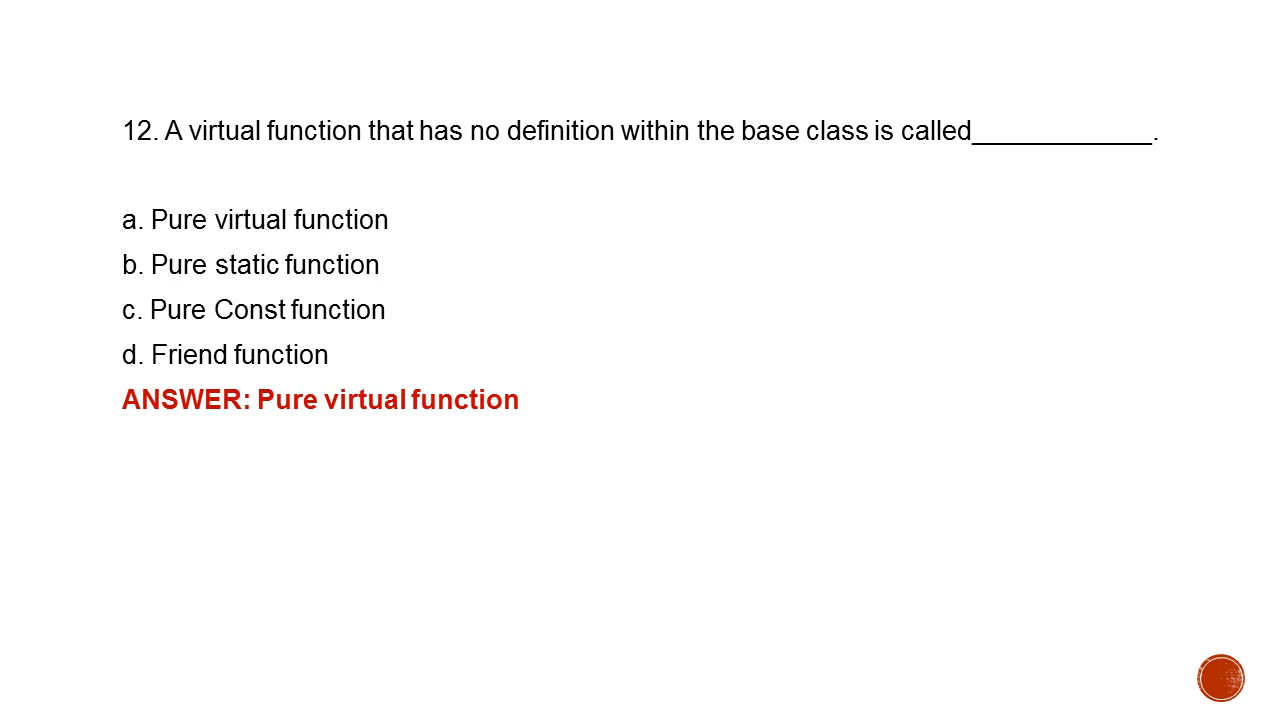 12. A virtual function that has no definition within the base class is called____________.
a. Pure virtual function
b. Pure static function
c. Pure Const function
d. Friend function
ANSWER: Pure virtual function